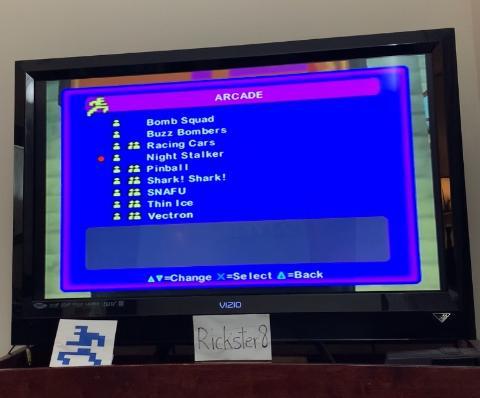 ARCADE
Bomb Squad
Buzz Bombers
Racing Cars
Night Stalker
Pinball
Shark! Shark!
SNAFU
Thin Ice
Vectron
▲▼=Change ✕=Select △=Back
VIZIO
Richster8